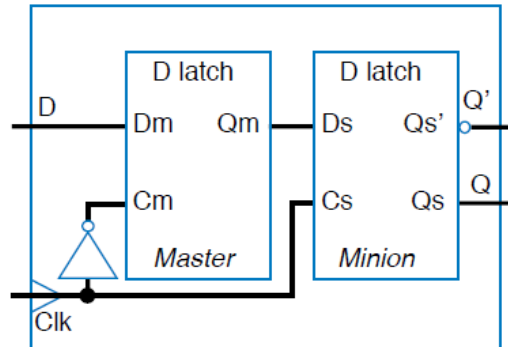 D latch
D latch
Q’
D
Dm
Qm
Ds
Qs’
Q
Cm
Cs
Qs
Master
Minion
Clk